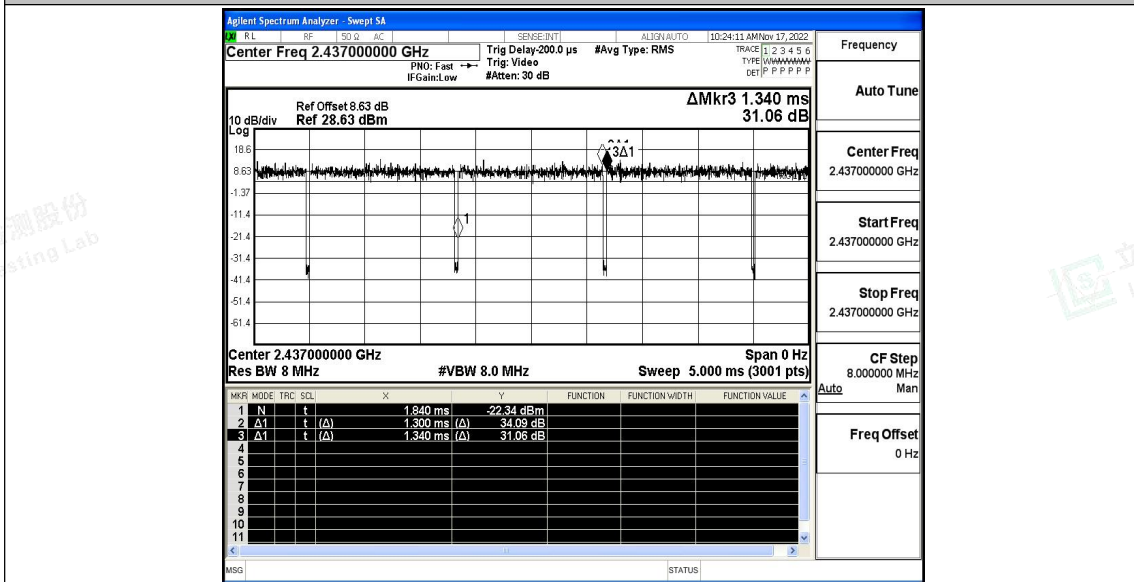 Agilent Spectrum Analyzer - Swept SA
LXI RL RF 50 Ω AC SENSE:INT ALIGN AUTO 10:24:11 AM Nov 17, 2022
Center Freq 2.437000000 GHz
PNO: Fast
IFGain:Low
Trig Delay-200.0 µs
Trig: Video
#Atten: 30 dB
#Avg Type: RMS
TRACE 1 2 3 4 5 6
TYPE
DET P P P P P P
Frequency
Auto Tune
Center Freq
2.437000000 GHz
Start Freq
2.437000000 GHz
Stop Freq
2.437000000 GHz
CF Step
8.000000 MHz
Auto Man
Freq Offset
0 Hz
ΔMkr3 1.340 ms
31.06 dB
Ref Offset 8.63 dB
10 dB/div Ref 28.63 dBm
Log
18.6
8.63
-1.37
-11.4
-21.4
-31.4
-41.4
-51.4
-61.4
3Δ1
1
Center 2.437000000 GHz Span 0 Hz
Res BW 8 MHz #VBW 8.0 MHz Sweep 5.000 ms (3001 pts)
MKR MODE TRC SCL X Y FUNCTION FUNCTION WIDTH FUNCTION VALUE
1 N t 1.840 ms -22.34 dBm
2 Δ1 t (Δ) 1.300 ms (Δ) 34.09 dB
3 Δ1 t (Δ) 1.340 ms (Δ) 31.06 dB
4
5
6
7
8
9
10
11
MSG STATUS
测股份
sting Lab
立